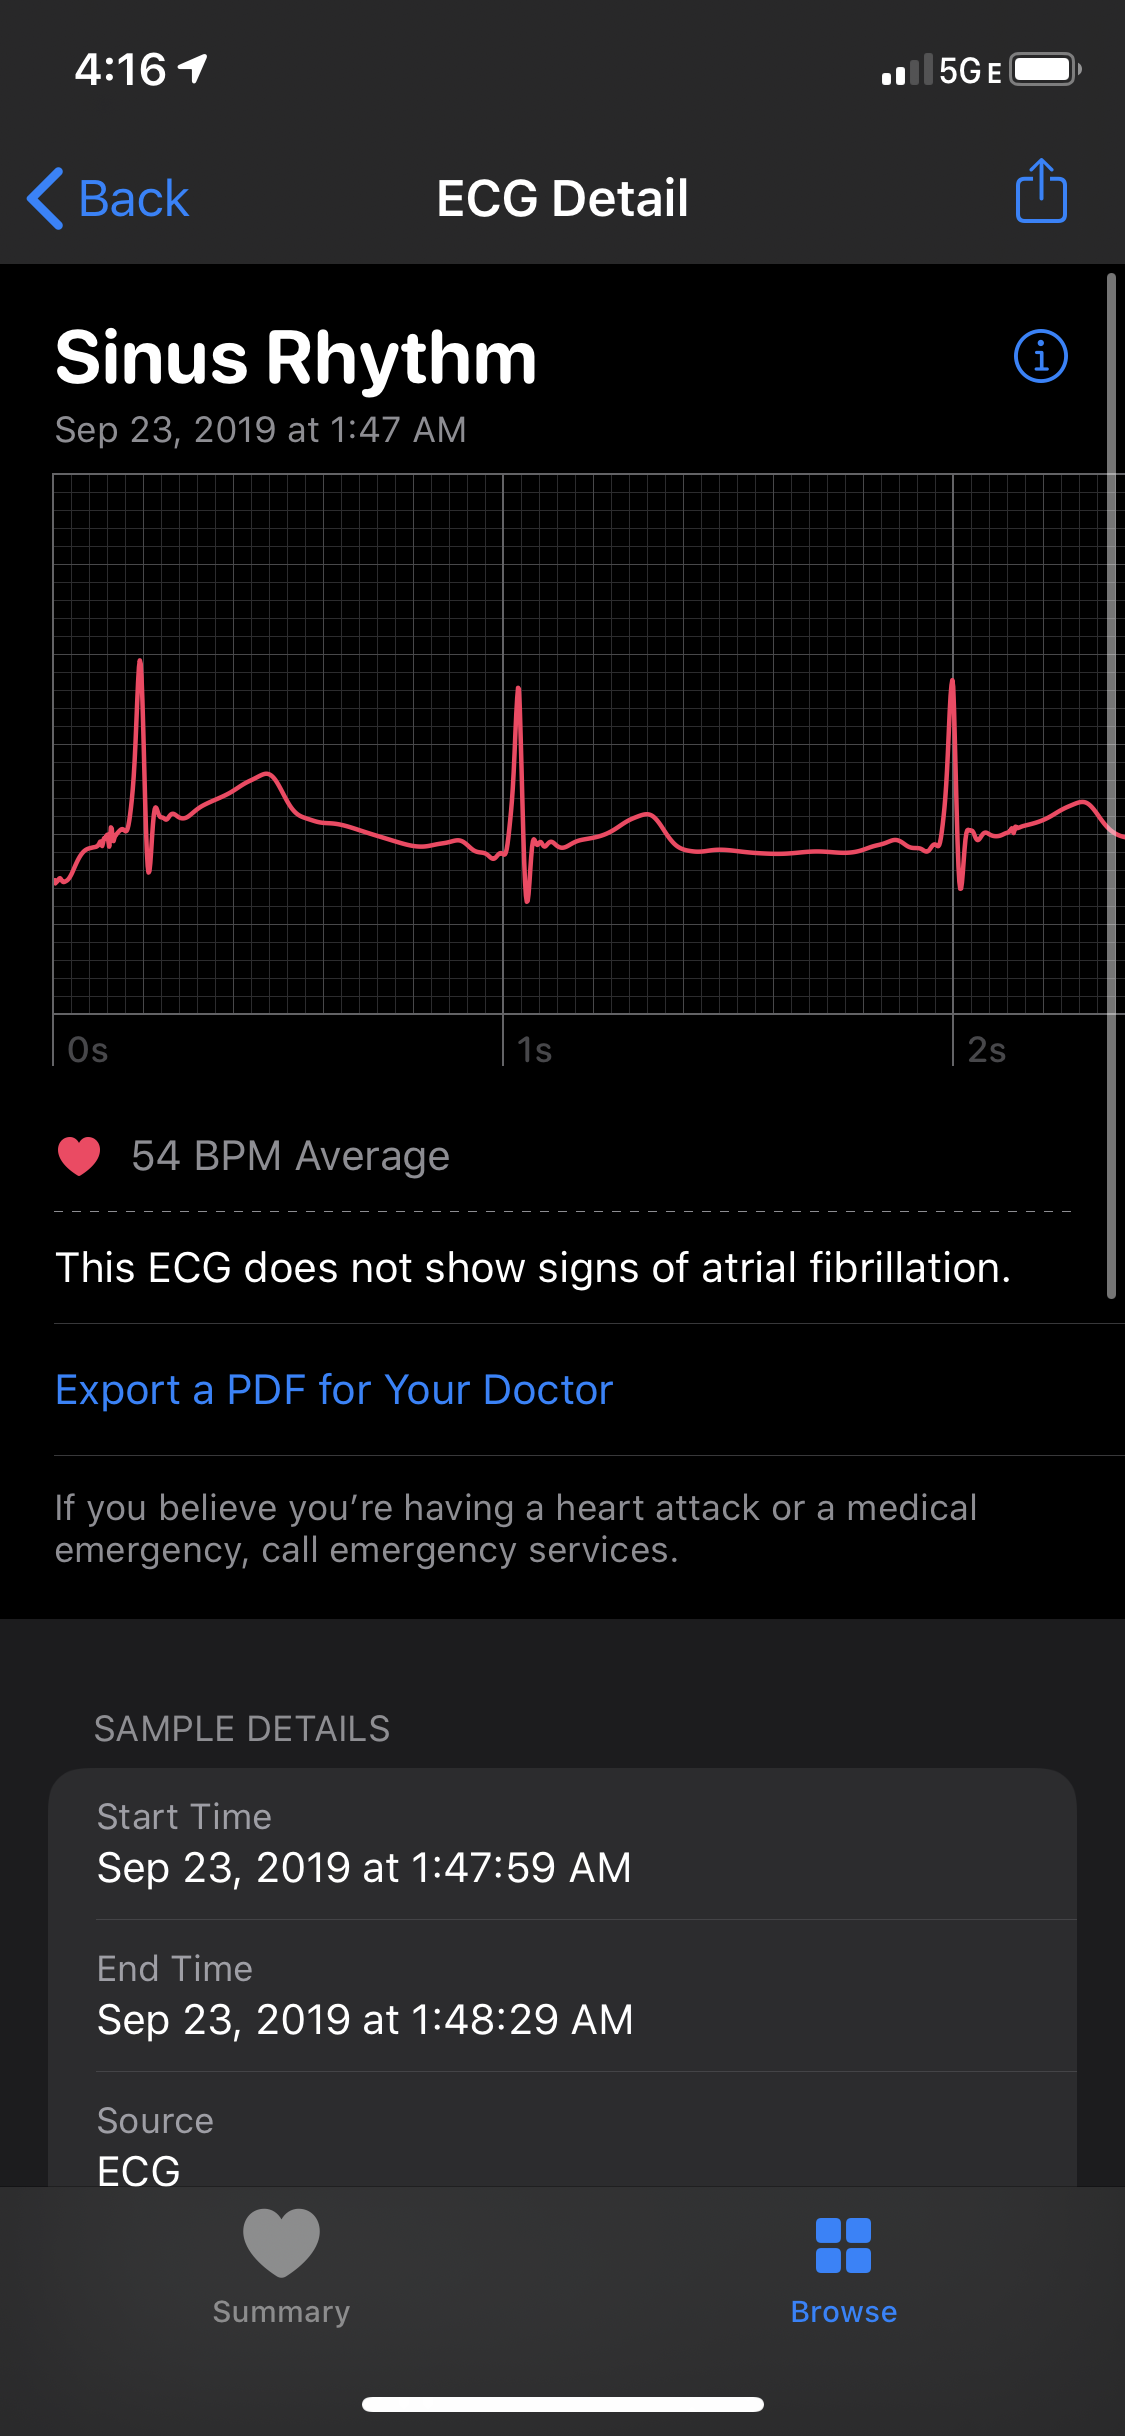 4:16
5GE
Back
ECG Detail
Sinus Rhythm
Sep 23, 2019 at 1:47 AM
0s
1s
2s
54 BPM Average
This ECG does not show signs of atrial fibrillation.
Export a PDF for Your Doctor
If you believe you’re having a heart attack or a medical
emergency, call emergency services.
SAMPLE DETAILS
Start Time
Sep 23, 2019 at 1:47:59 AM
End Time
Sep 23, 2019 at 1:48:29 AM
Source
ECG
Summary
Browse